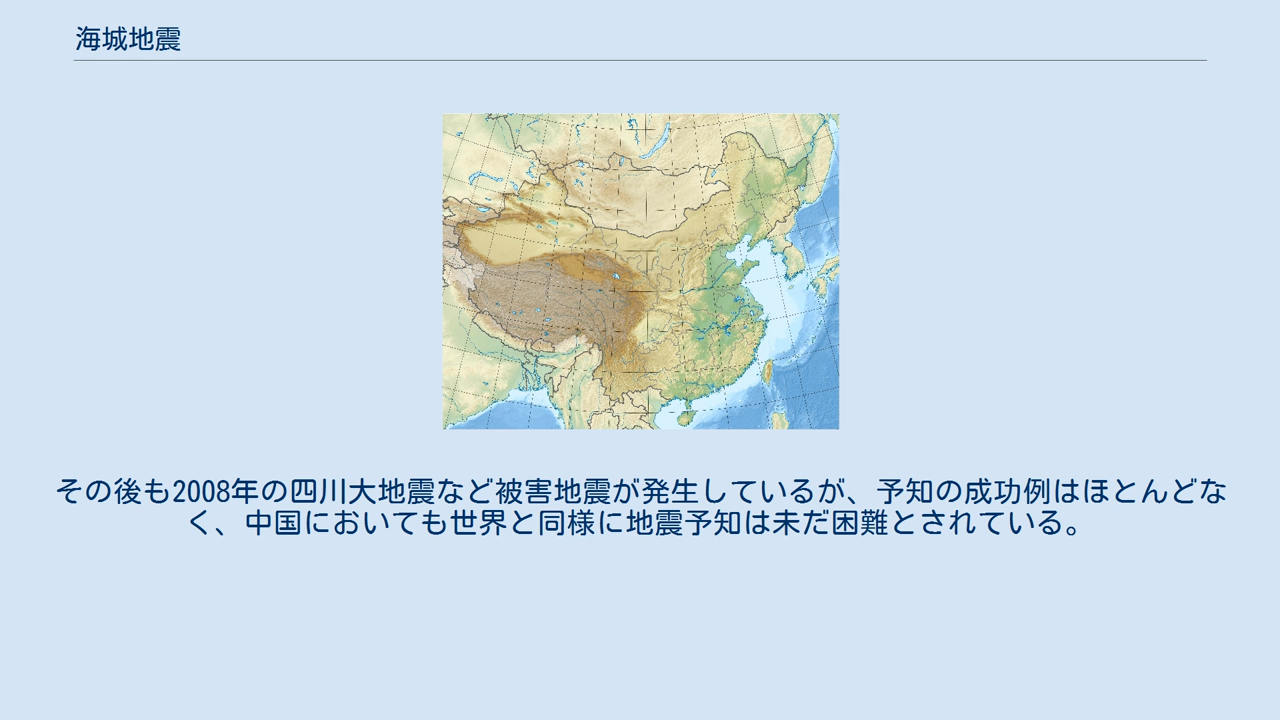 海城地震
その後も2008年の四川大地震など被害地震が発生しているが、予知の成功例はほとんどな
く、中国においても世界と同様に地震予知は未だ困難とされている。